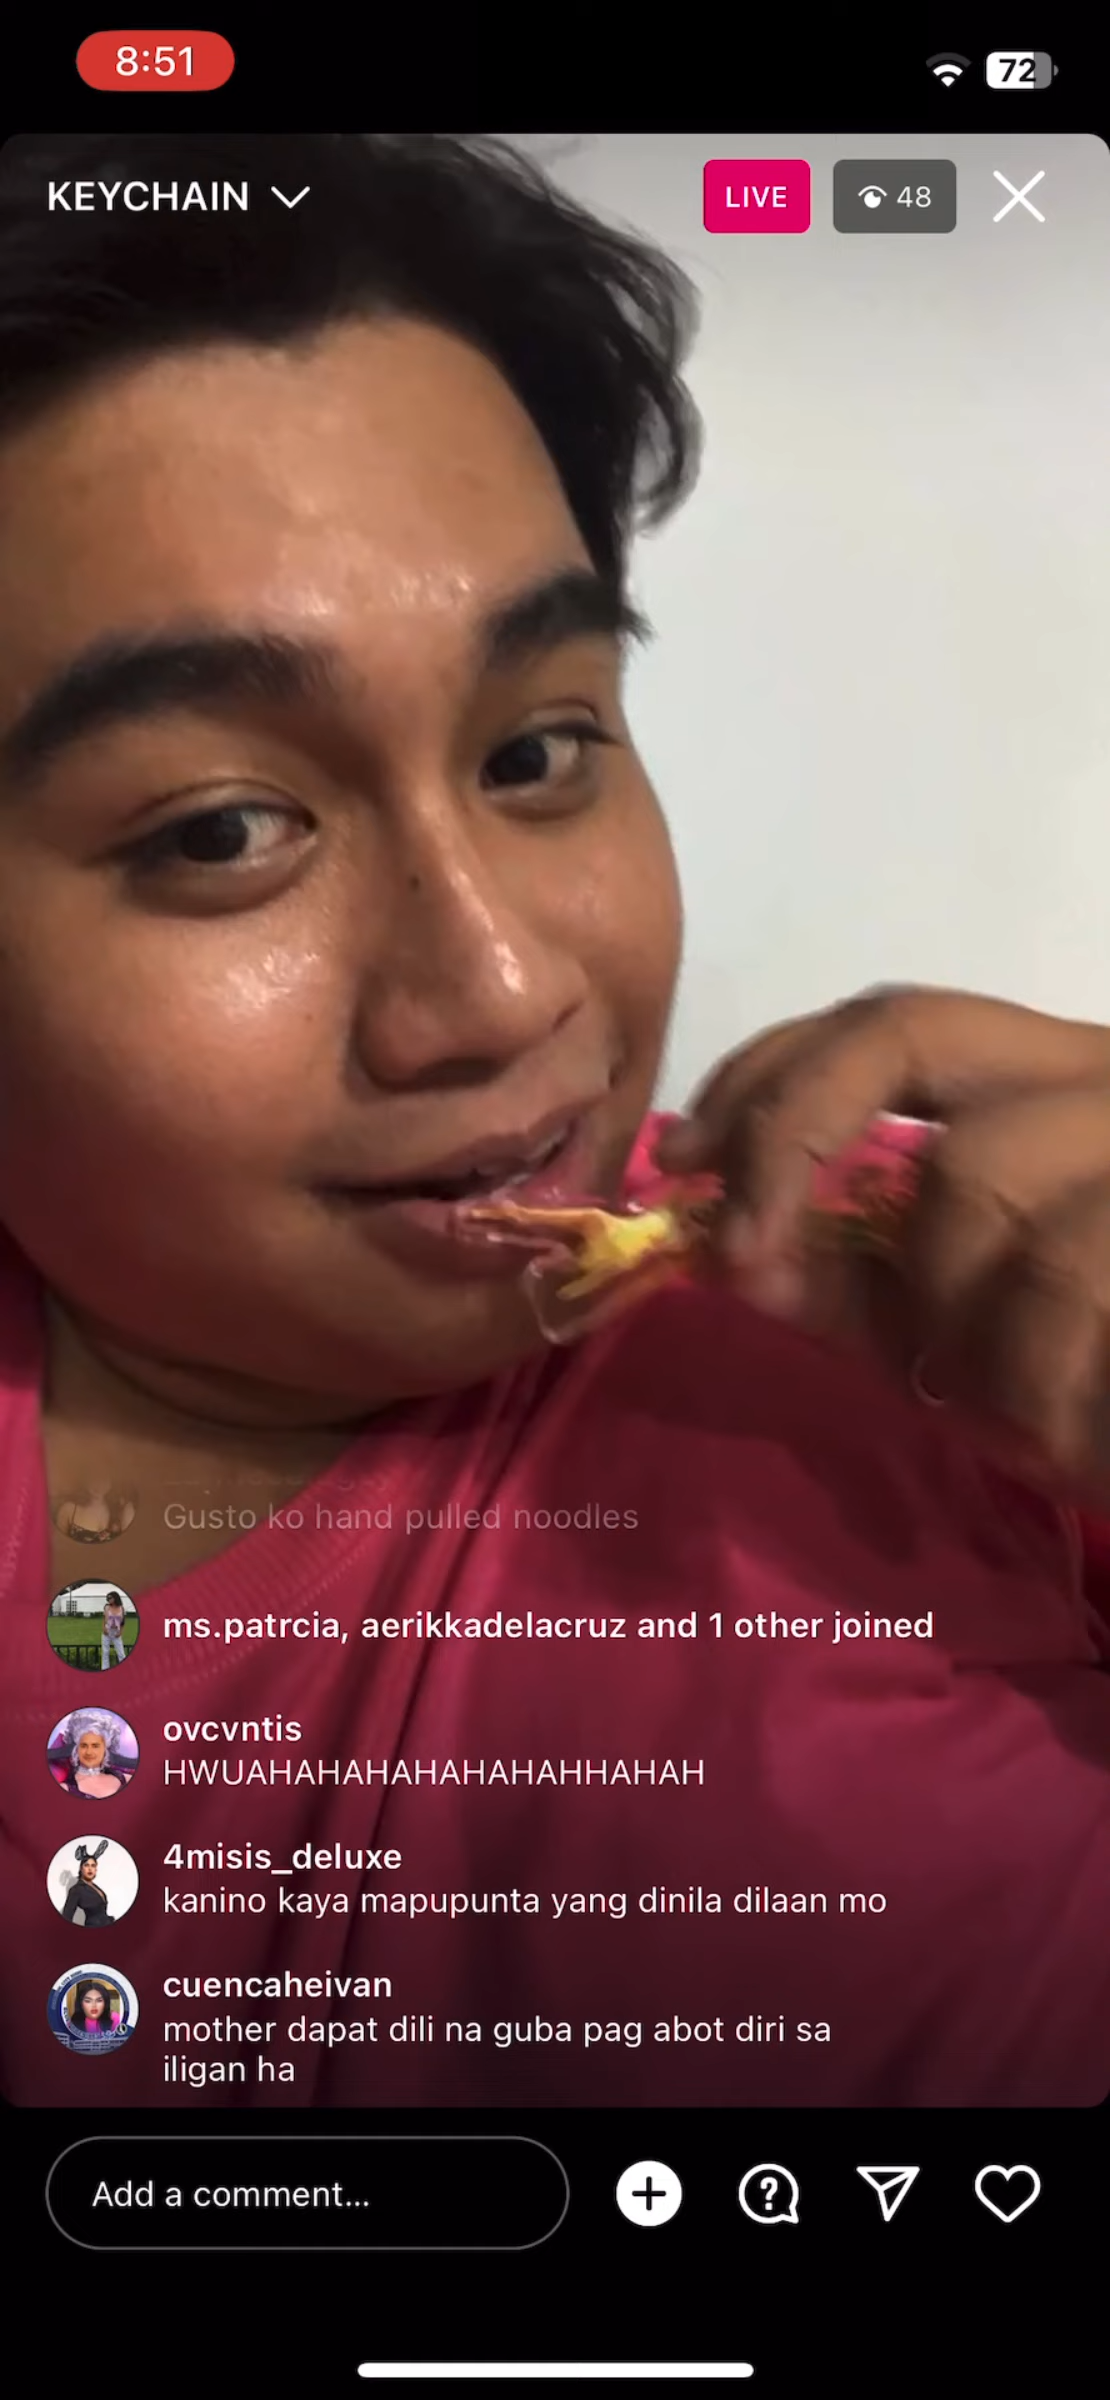 8:51
72
KEYCHAIN
LIVE
48
Gusto ko hand pulled noodles
ms.patrcia, aerikkadelacruz and 1 other joined
ovcvntis
HWUAHAHAHAHAHAHAHHAHAH
4misis_deluxe
kanino kaya mapupunta yang dinila dilaan mo
cuencaheivan
mother dapat dili na guba pag abot diri sa
iligan ha
Add a comment...